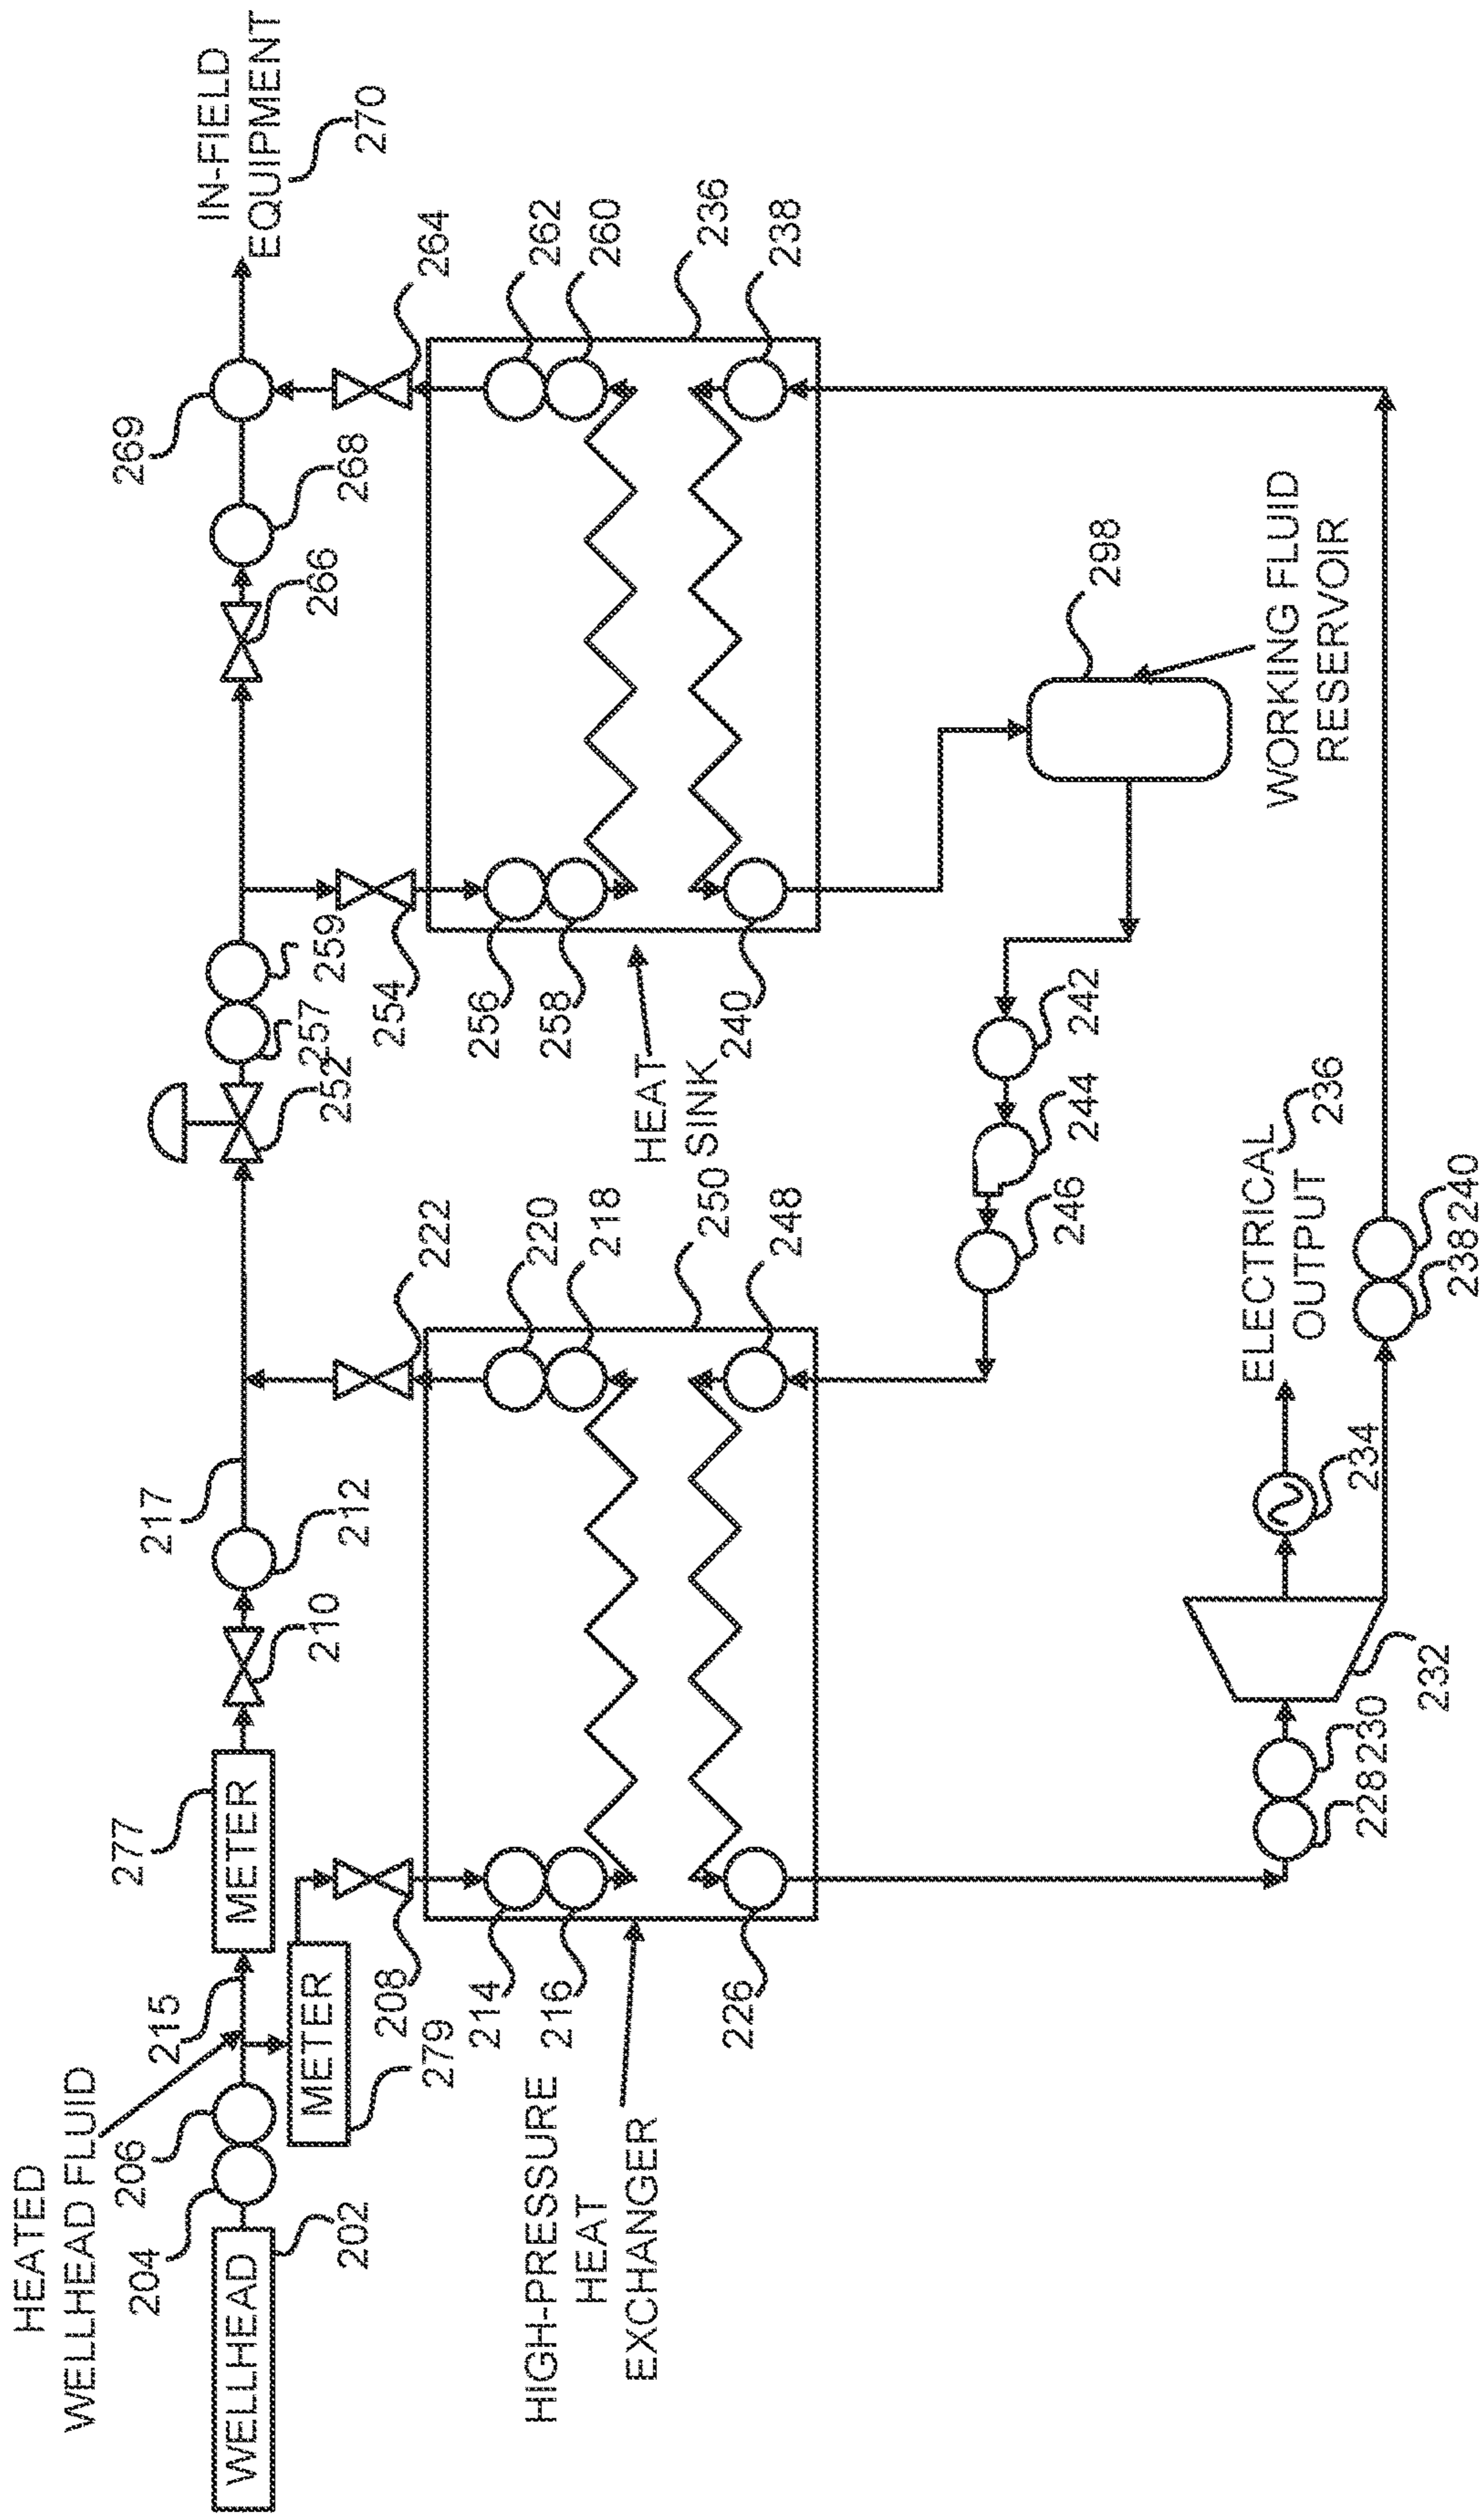 HEATED
WELLHEAD FLUID
WELLHEAD
202
204
206
215
METER
277
METER
279
208
210
212
217
222
252
257
259
254
266
268
269
264
IN-FIELD
EQUIPMENT
270
HIGH-PRESSURE
HEAT
EXCHANGER
214
216
226
220
218
250
248
HEAT
SINK
256
258
240
262
260
236
238
242
244
246
298
WORKING FLUID
RESERVOIR
228
230
232
234
ELECTRICAL
OUTPUT
236
238
240